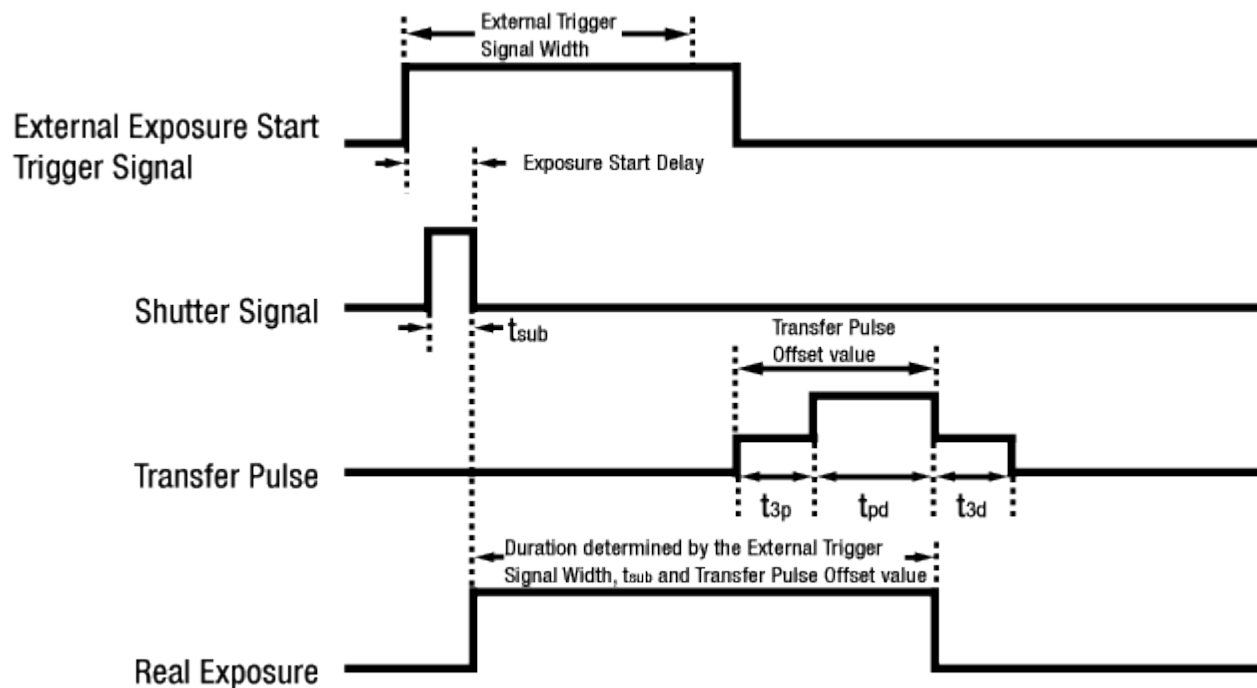 External Trigger
Signal Width
External Exposure Start
Trigger Signal
Exposure Start Delay
Shutter Signal
tsub
Transfer Pulse
Offset value
Transfer Pulse
t3p
tpd
t3d
Duration determined by the External Trigger
Signal Width, tsub and Transfer Pulse Offset value
Real Exposure